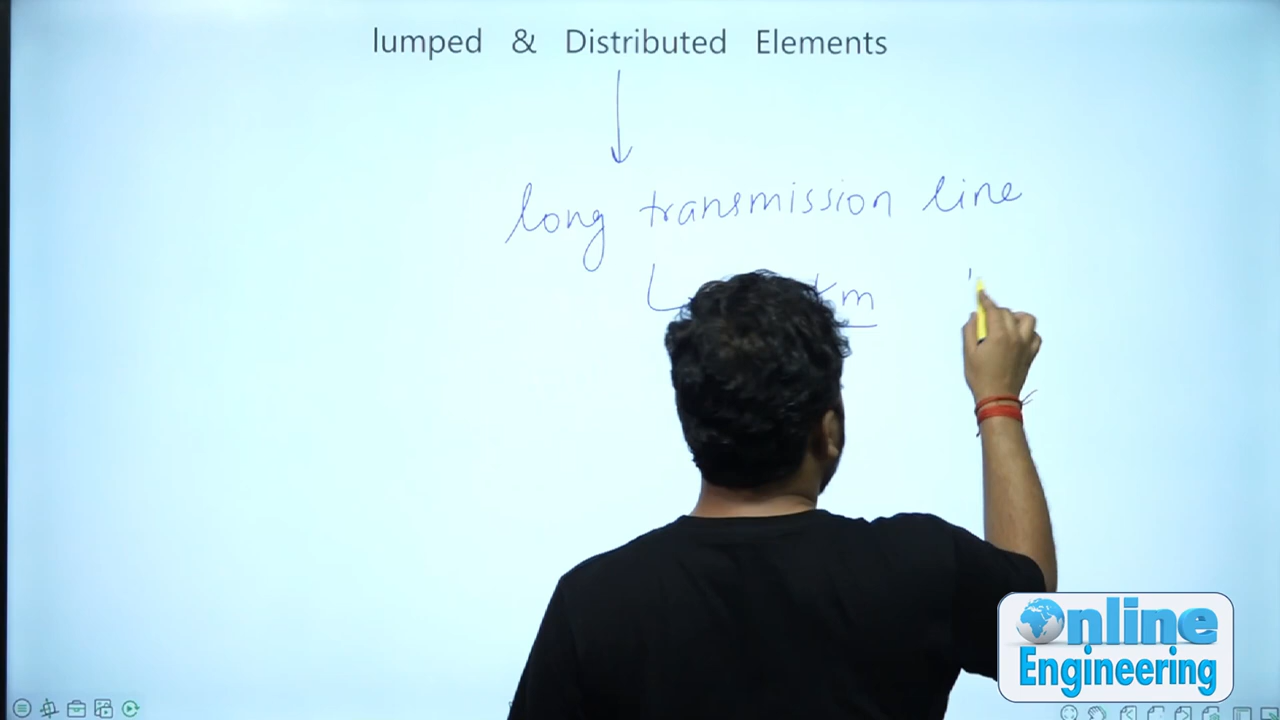 lumped & Distributed Elements
long transmission line
km
Online
Engineering